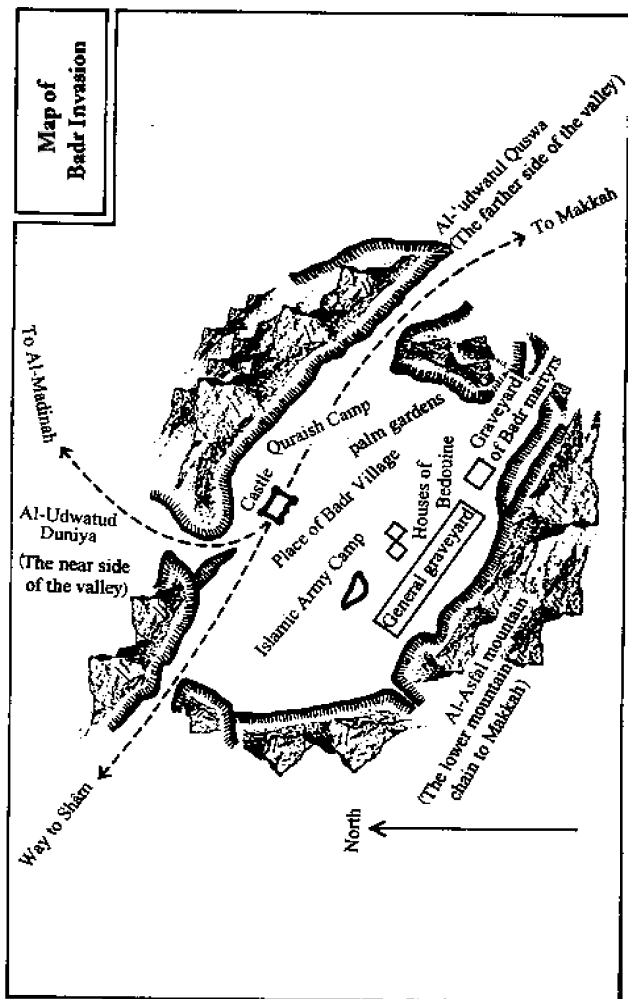 Map of
Badr Invasion
To Al-Madinah
Al-Udwatud
Duniya
(The near side
of the valley)
Way to Shâm
Castle
Quraish Camp
palm gardens
Place of Badr Village
Islamic Army Camp
Houses of
Bedouine
General graveyard
Graveyard
of Badr martyrs
Al-'udwatul Quswa
(The farther side of the valley)
To Makkah
Al-Asfal mountain
(The lower mountain
chain to Makkah)
North